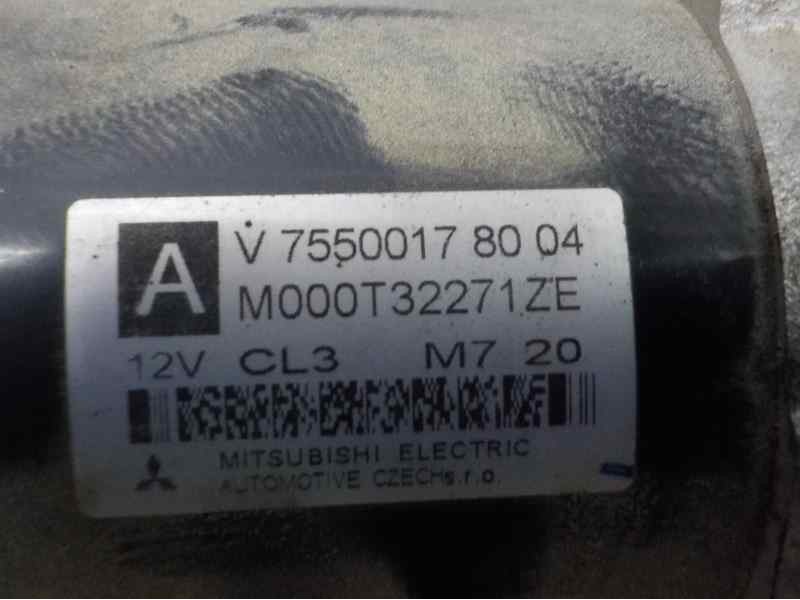 A
V 7550017 80 04
M000T32271ZE
12V CL3 M7 20
MITSUBISHI ELECTRIC
AUTOMOTIVE CZECH s.r.o.